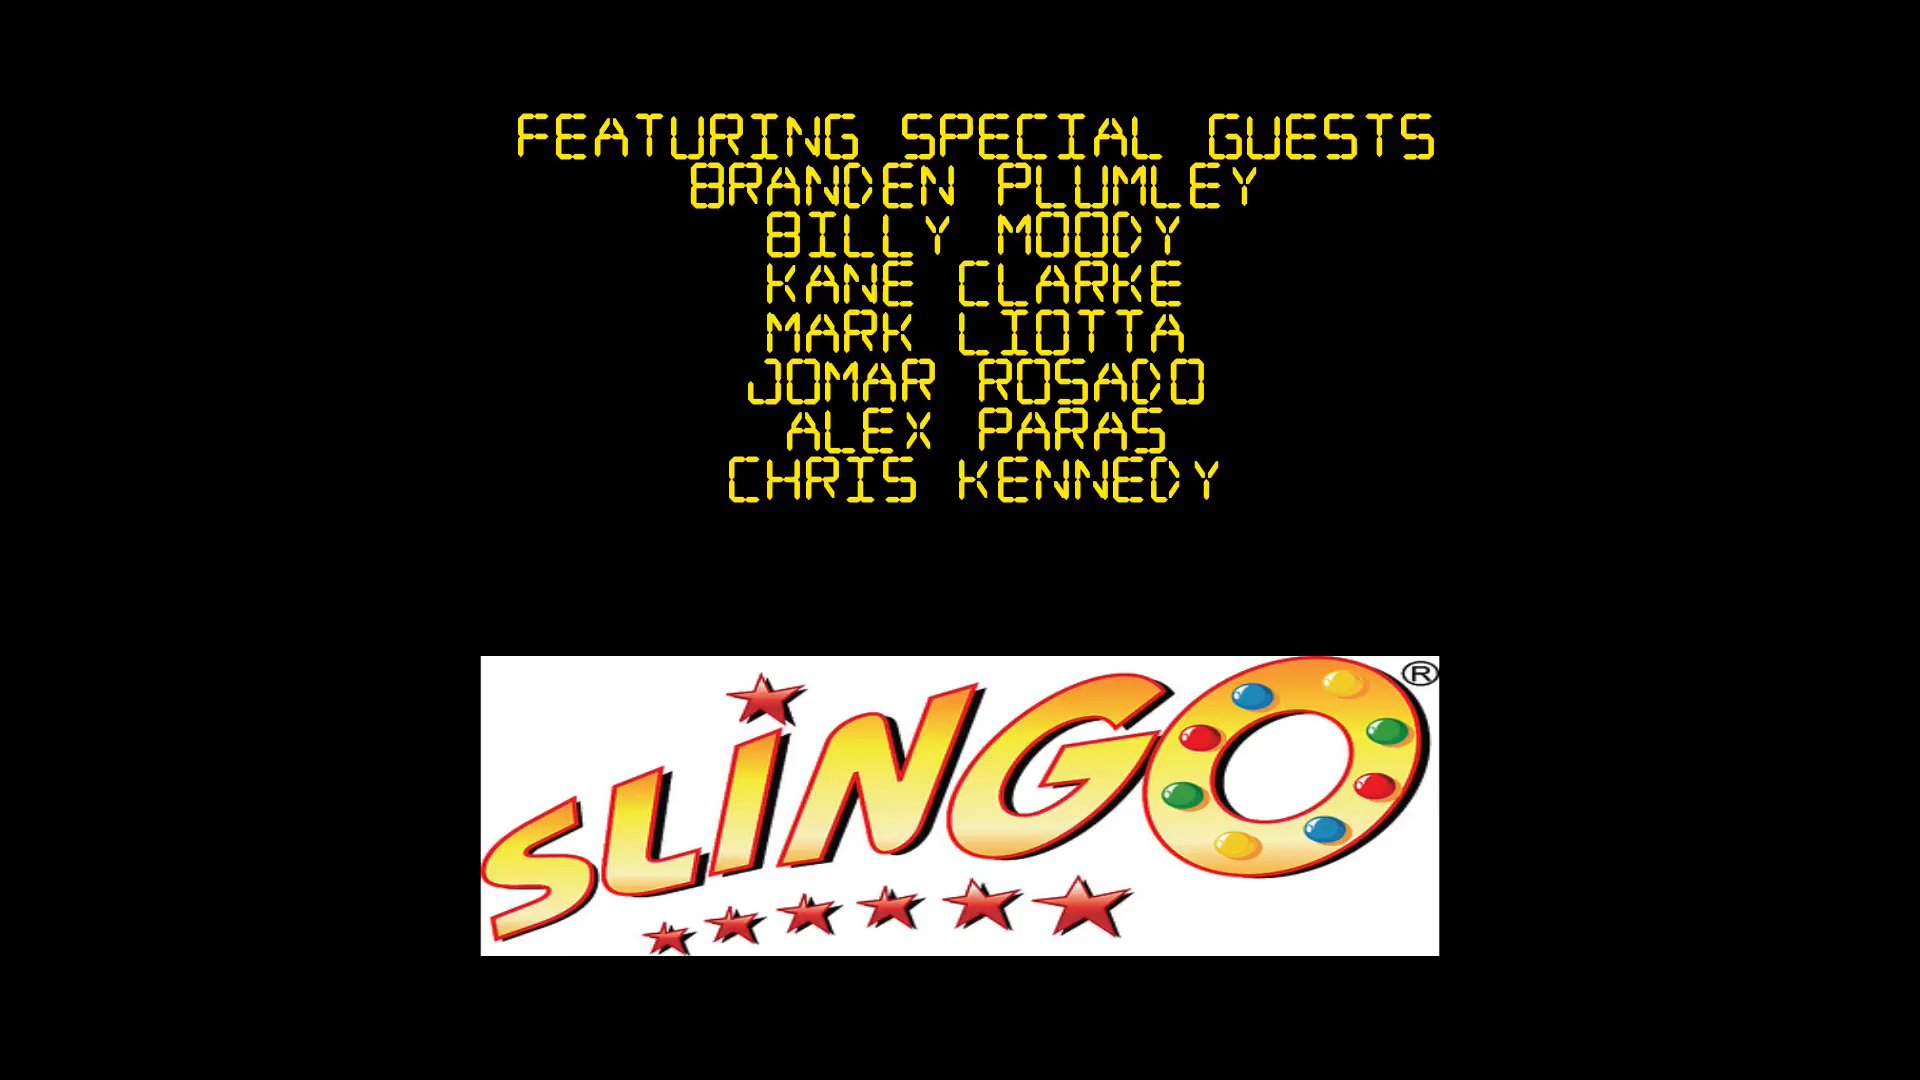 FEATURING SPECIAL GUESTS
BRANDEN PLUMLEY
BILLY MOODY
KANE CLARKE
MARK LIOTTA
JOMAR ROSADO
ALEX PARAS
CHRIS KENNEDY
SLiNGO®